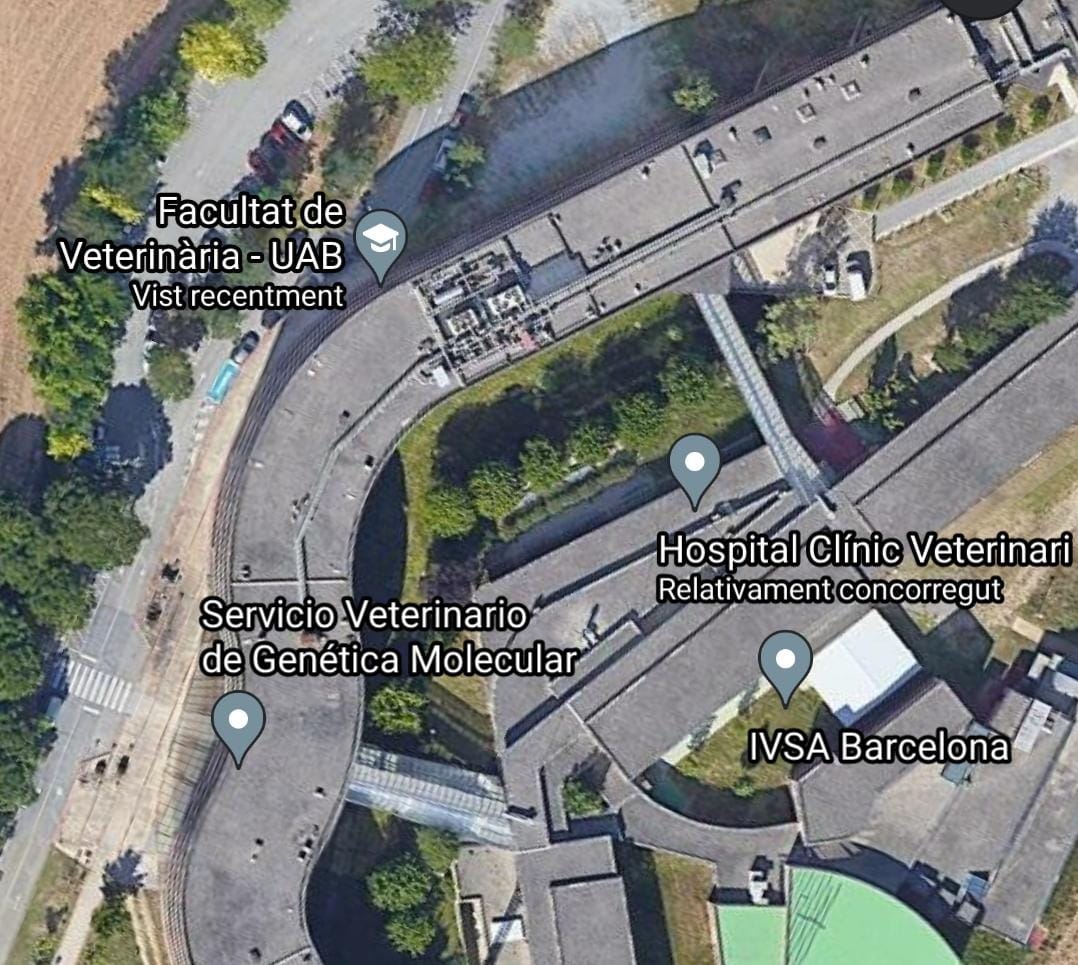 Facultat de
Veterinària - UAB
Vist recentment
Hospital Clínic Veterinari
Relativament concorregut
Servicio Veterinario
de Genética Molecular
IVSA Barcelona